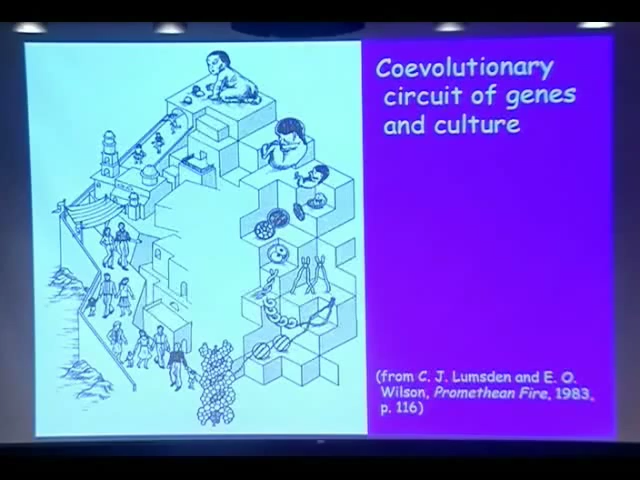 Coevolutionary
circuit of genes
and culture
(from C. J. Lumsden and E. O.
Wilson, Promethean Fire, 1983,
p. 116)